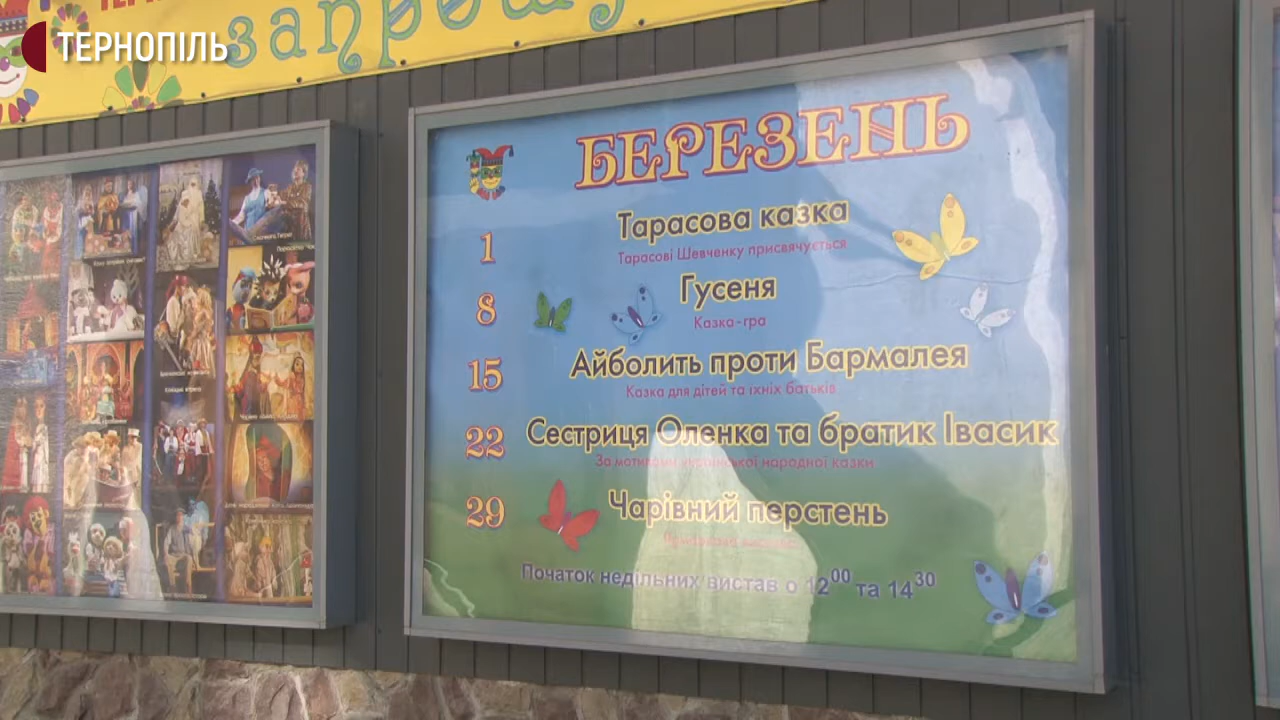 ТЕРНОПІЛЬ
запрошу
БЕРЕЗЕНЬ
1 Тарасова казка
Тарасові Шевченку присвячується
8 Гусеня
Казка-гра
15 Айболить проти Бармалея
Казка для дітей та їхніх батьків
22 Сестриця Оленка та братик Івасик
За мотивами української народної казки
29 Чарівний перстень
Початок недільних вистав о 12⁰⁰ та 14³⁰